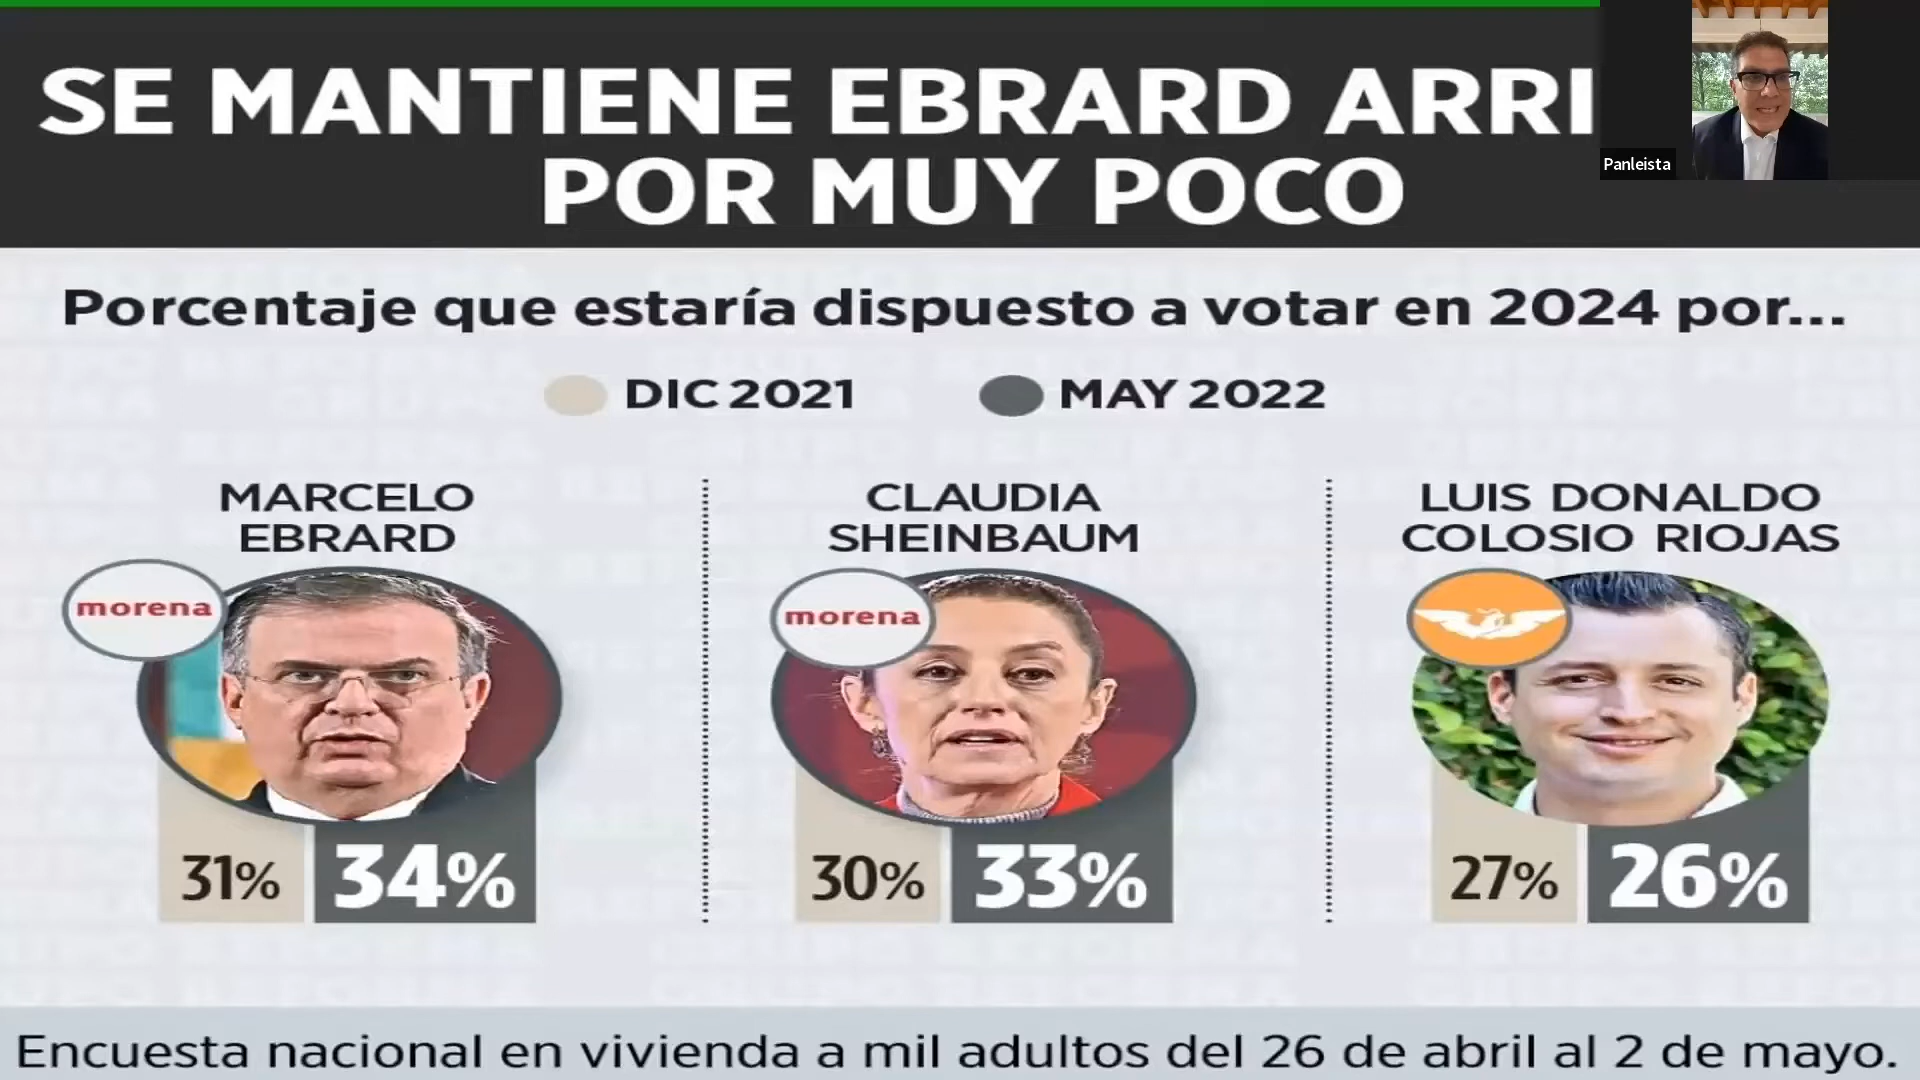 SE MANTIENE EBRARD ARRI
POR MUY POCO
Panleista
Porcentaje que estaría dispuesto a votar en 2024 por...
DIC 2021
MAY 2022
MARCELO
EBRARD
morena
31%
34%
CLAUDIA
SHEINBAUM
morena
30%
33%
LUIS DONALDO
COLOSIO RIOJAS
27%
26%
Encuesta nacional en vivienda a mil adultos del 26 de abril al 2 de mayo.